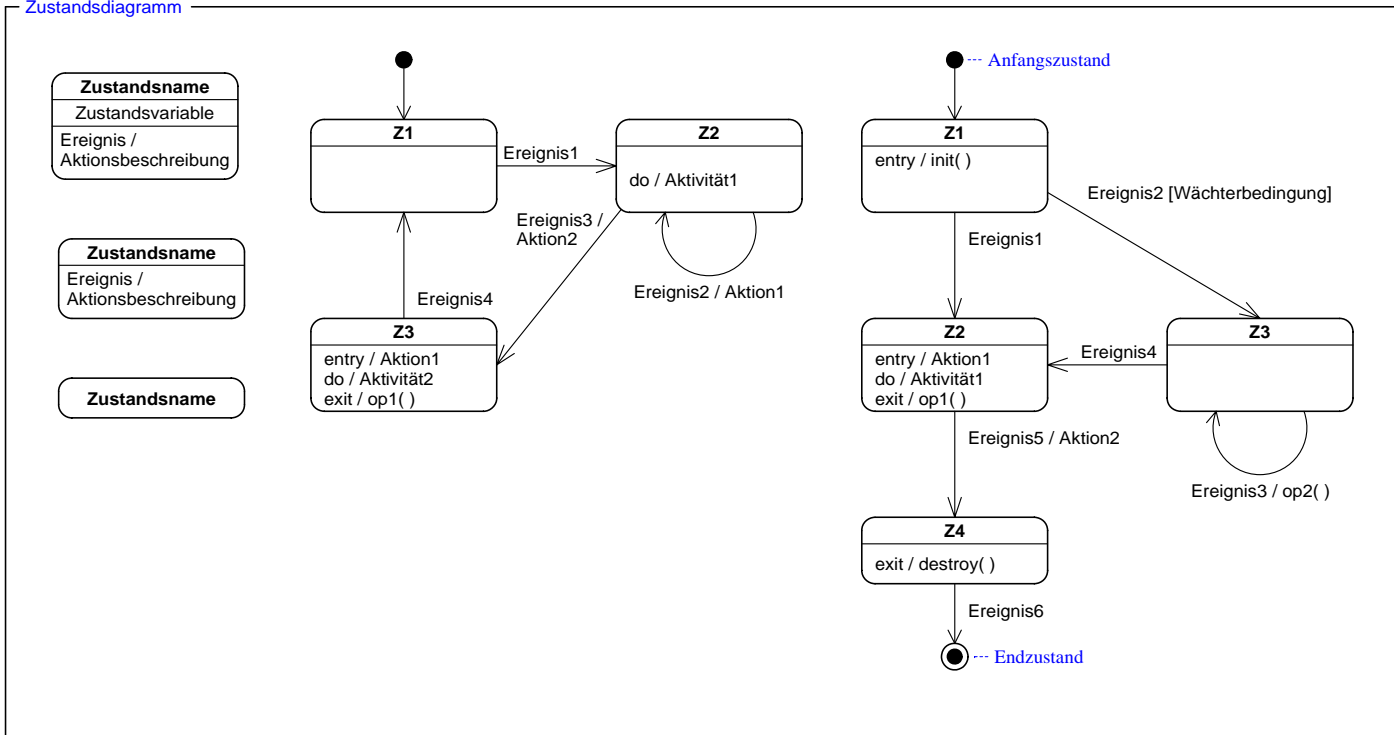 Zustandsdiagramm
Zustandsname
Zustandsvariable
Ereignis /
Aktionsbeschreibung
Zustandsname
Ereignis /
Aktionsbeschreibung
Zustandsname
Z1
Ereignis1
Z2
do / Aktivität1
Ereignis3 /
Aktion2
Ereignis2 / Aktion1
Ereignis4
Z3
entry / Aktion1
do / Aktivität2
exit / op1( )
Anfangszustand
Z1
entry / init( )
Ereignis2 [Wächterbedingung]
Ereignis1
Z2
entry / Aktion1
do / Aktivität1
exit / op1( )
Ereignis4
Z3
Ereignis3 / op2( )
Ereignis5 / Aktion2
Z4
exit / destroy( )
Ereignis6
Endzustand